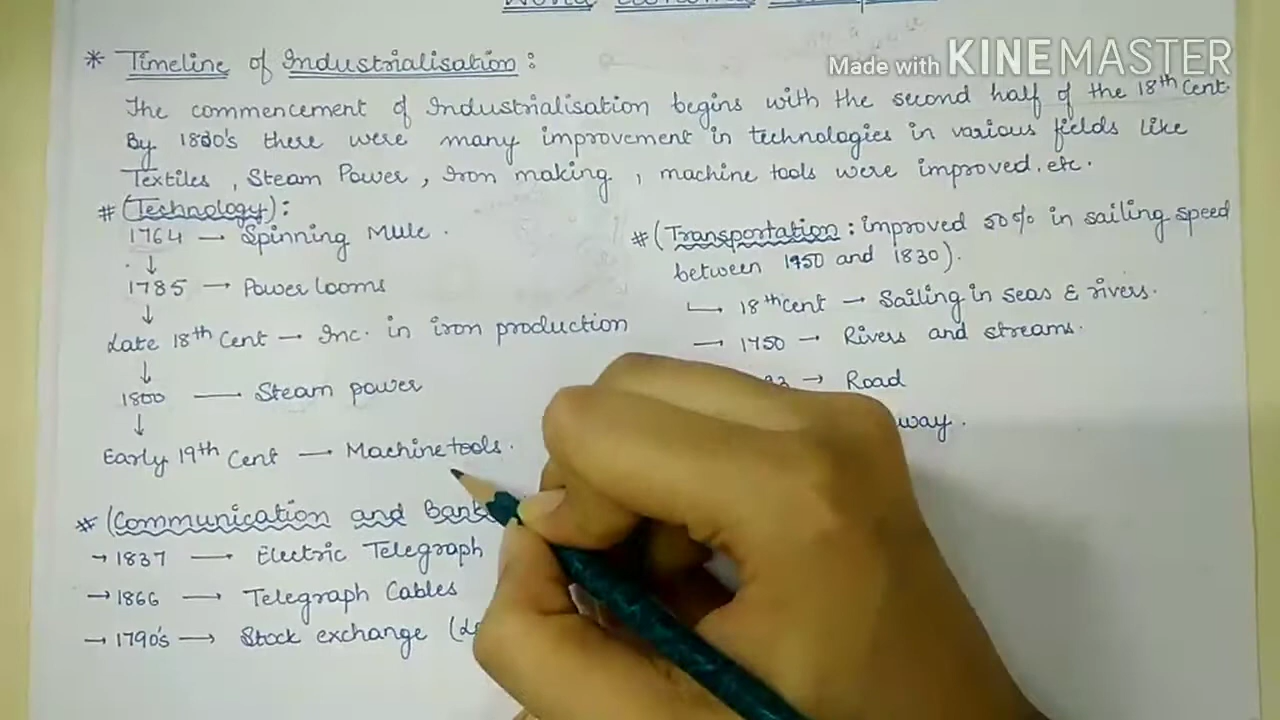 Made with KINEMASTER
* Timeline of Industrialisation :
The commencement of Industrialisation begins with the second half of the 18th Cent.
By 1800's there were many improvement in technologies in various fields like
Textiles , Steam Power , Iron making , machine tools were improved. etc.
# (Technology) :
1764 — Spinning Mule .
↓
1785 → Power looms
↓
Late 18th Cent — Inc. in iron production
↓
1800 — Steam power
↓
Early 19th Cent — Machine tools.
# (Communication and
→ 1837 — Electric Telegraph
→ 1866 — Telegraph Cables
→ 1790's → Stock exchange
# (Transportation : improved 50% in sailing speed
between 1750 and 1830).
↳ 18th Cent → Sailing in seas & rivers.
→ 1750 → Rivers and streams.
→ Road
way .